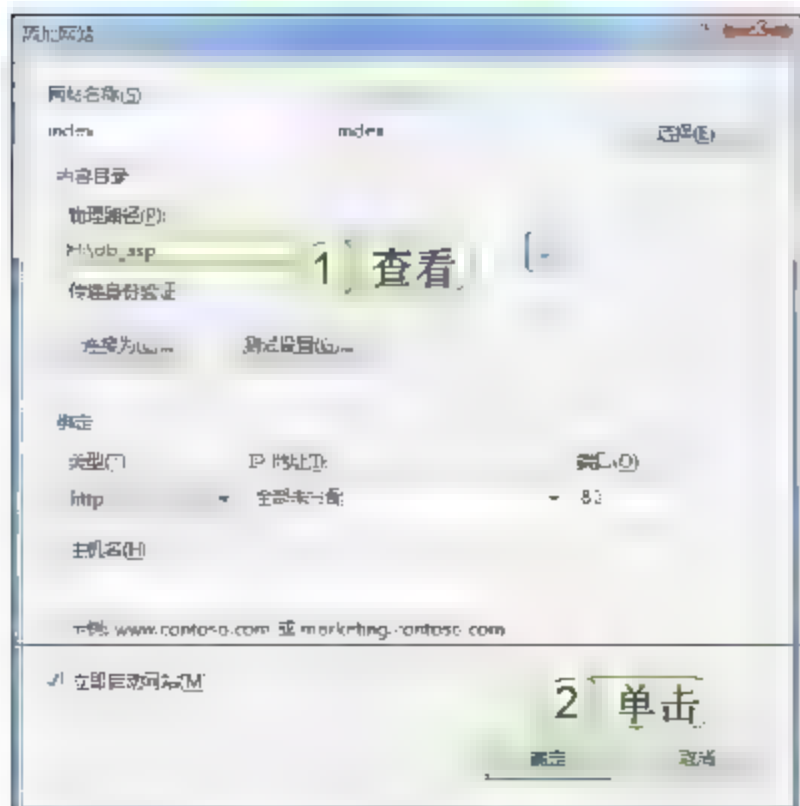 添加网站
网站名称(S)
index index 选择(E)
内容目录
物理路径(P):
H:\db_asp
1 查看
传递身份验证
连接为(C)... 测试设置(G)...
绑定
类型(T) IP 地址(I): 端口(O)
http 全部未分配
主机名(H)
示例: www.contoso.com 或 marketing.contoso.com
立即启动网站(M)
2 单击
确定 取消